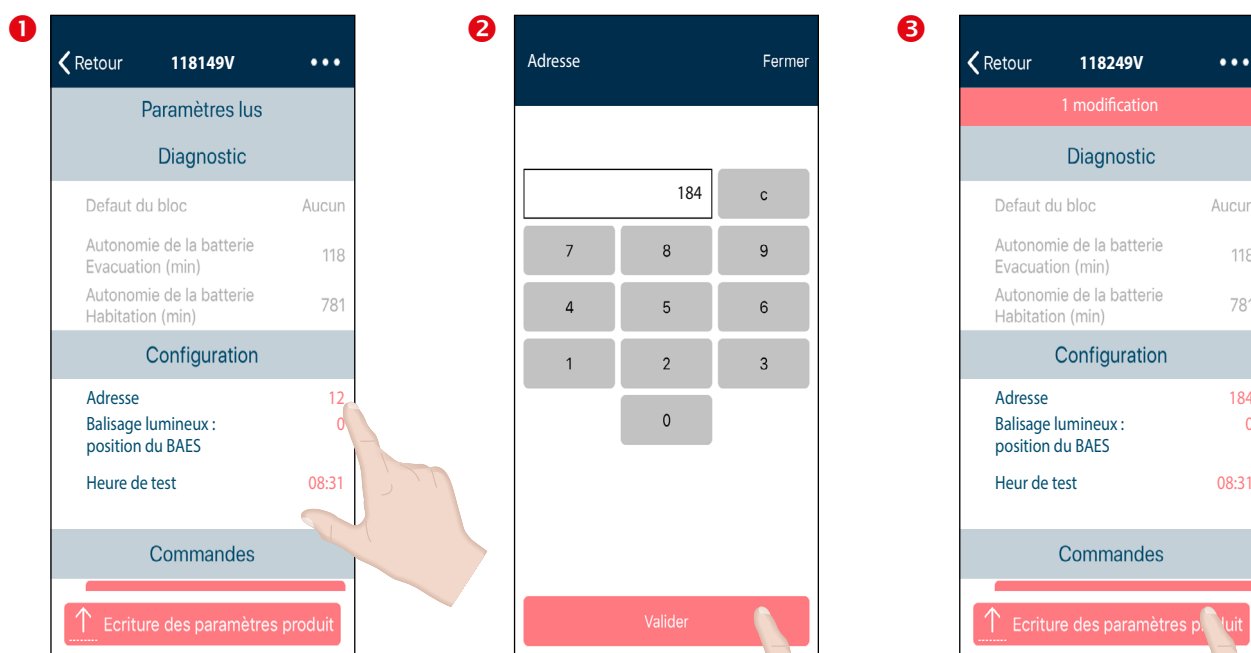 1
Retour 118149V •••
Paramètres lus
Diagnostic
Defaut du bloc Aucun
Autonomie de la batterie
Evacuation (min) 118
Autonomie de la batterie
Habitation (min) 781
Configuration
Adresse 12
Balisage lumineux : 0
position du BAES
Heure de test 08:31
Commandes
Ecriture des paramètres produit
2
Adresse Fermer
184 c
7 8 9
4 5 6
1 2 3
0
Valider
3
Retour 118249V •••
1 modification
Diagnostic
Defaut du bloc Aucun
Autonomie de la batterie
Evacuation (min) 118
Autonomie de la batterie
Habitation (min) 781
Configuration
Adresse 184
Balisage lumineux : 0
position du BAES
Heur de test 08:31
Commandes
Ecriture des paramètres produit